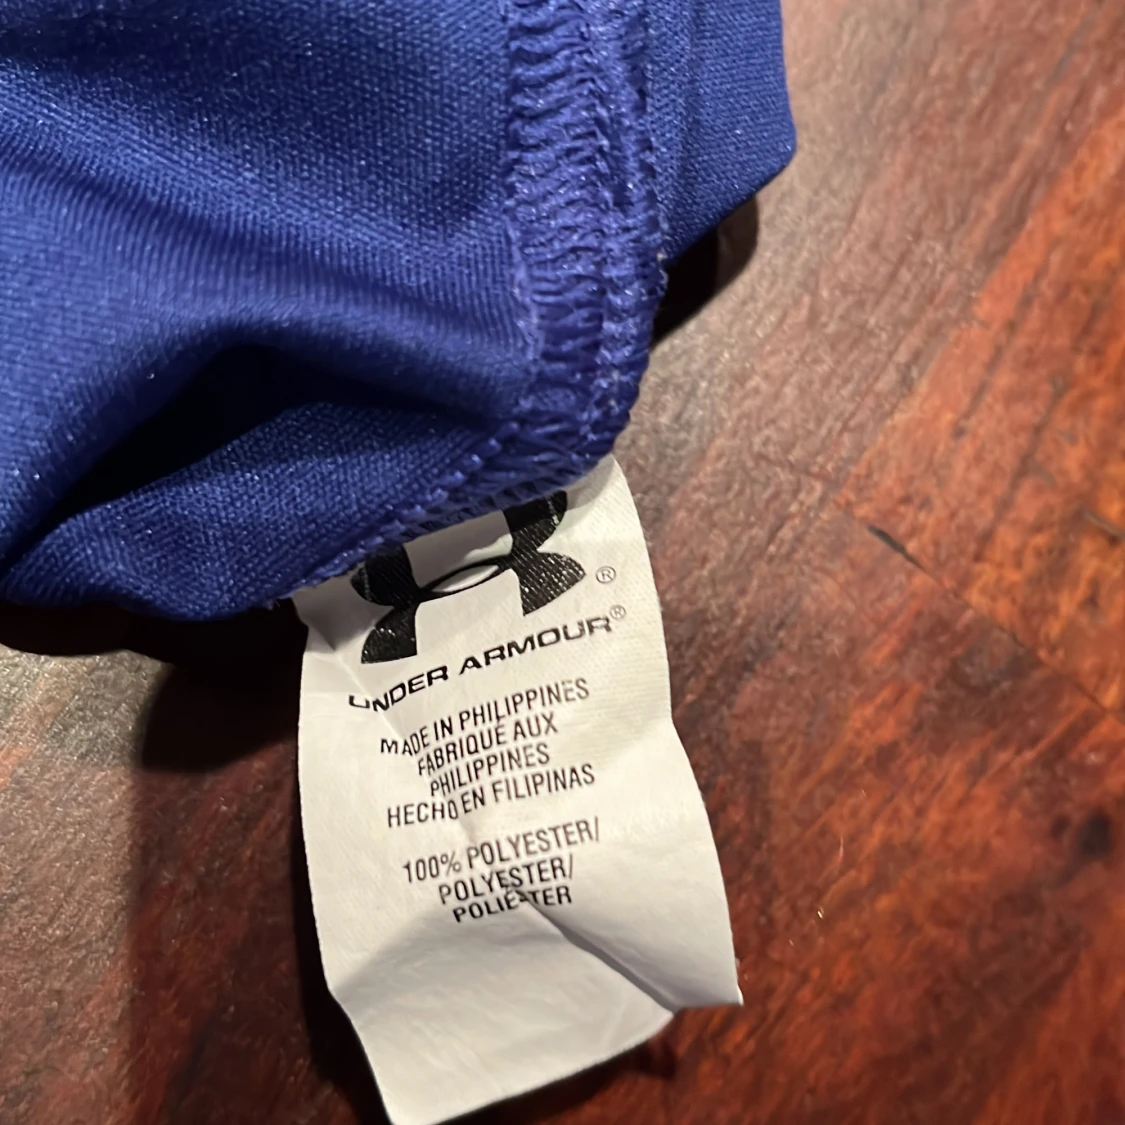 ®
UNDER ARMOUR®
MADE IN PHILIPPINES
FABRIQUE AUX
PHILIPPINES
HECHO EN FILIPINAS
100% POLYESTER/
POLYESTER/
POLIÉSTER